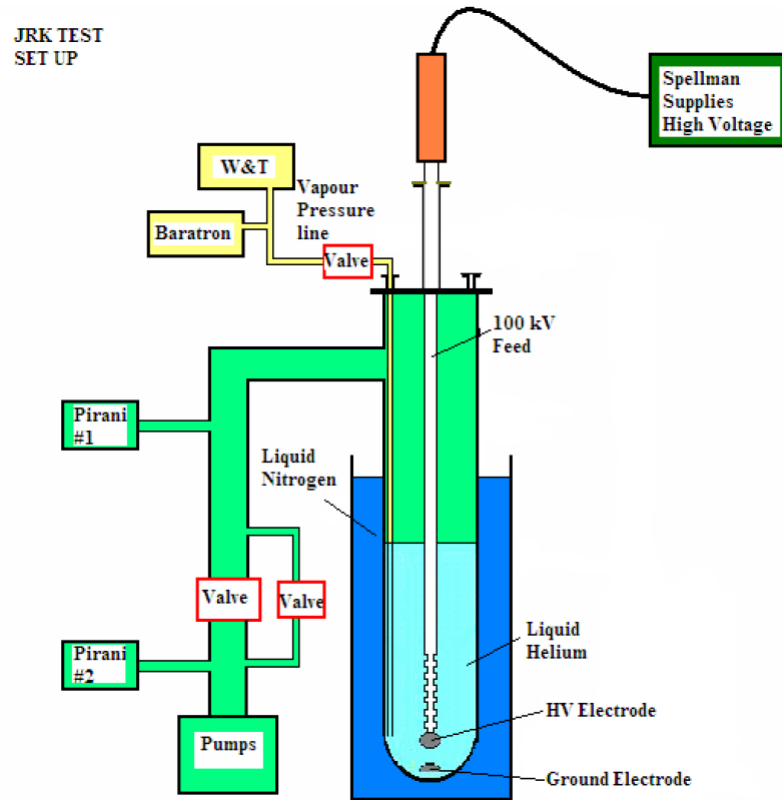 JRK TEST
SET UP
Spellman
Supplies
High Voltage
W&T
Vapour
Pressure
line
Baratron
Valve
100 kV
Feed
Pirani
#1
Liquid
Nitrogen
Valve
Valve
Liquid
Helium
Pirani
#2
HV Electrode
Pumps
Ground Electrode